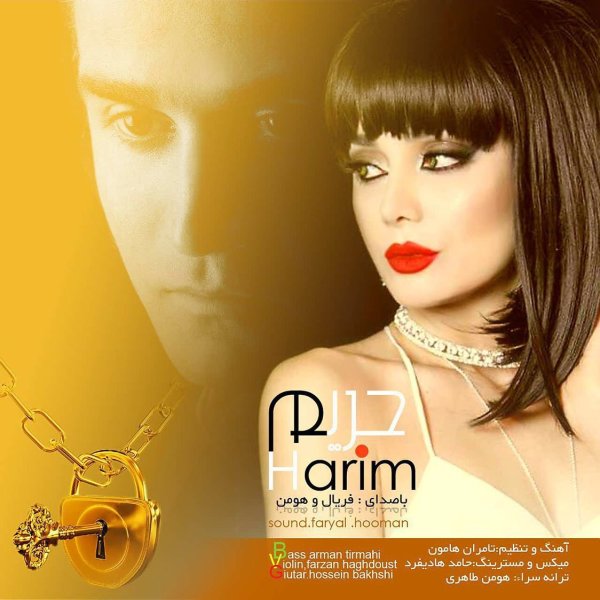 حریم
Harim
باصدای : فریال و هومن
sound.faryal .hooman
آهنگ و تنظیم:تامران هامون
میکس و مسترینگ:حامد هادیفرد
ترانه سراء: هومن طاهری
Bass arman tirmahi
Violin,farzan haghdoust
Giutar.hossein bakhshi